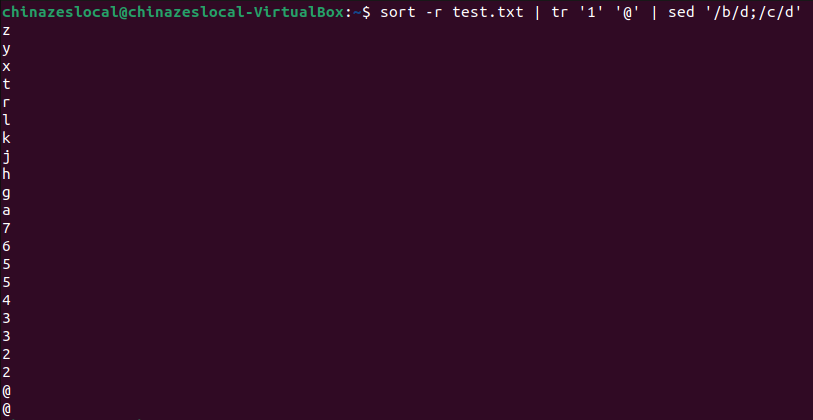 chinazeslocal@chinazeslocal-VirtualBox:~$ sort -r test.txt | tr '1' '@' | sed '/b/d;/c/d'
z
y
x
t
r
l
k
j
h
g
a
7
6
5
5
4
3
3
2
2
@
@